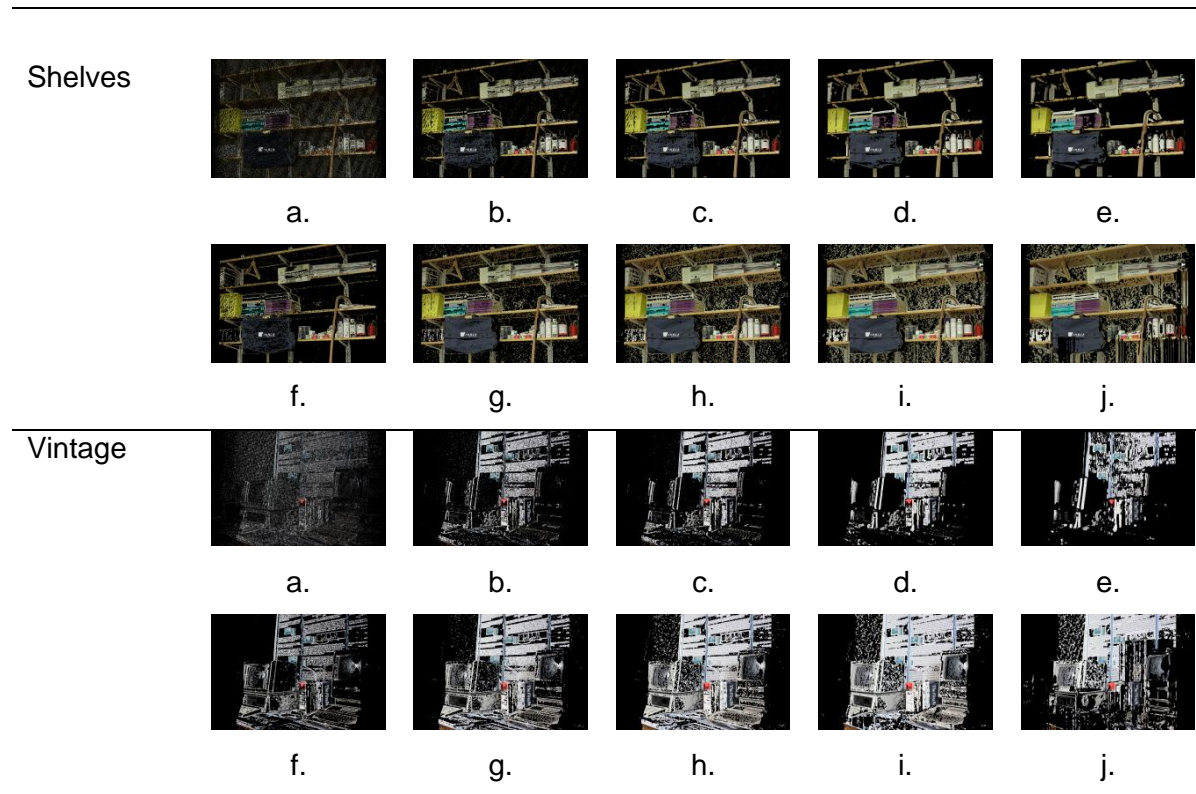 Shelves
a. b. c. d. e.
f. g. h. i. j.
Vintage
a. b. c. d. e.
f. g. h. i. j.